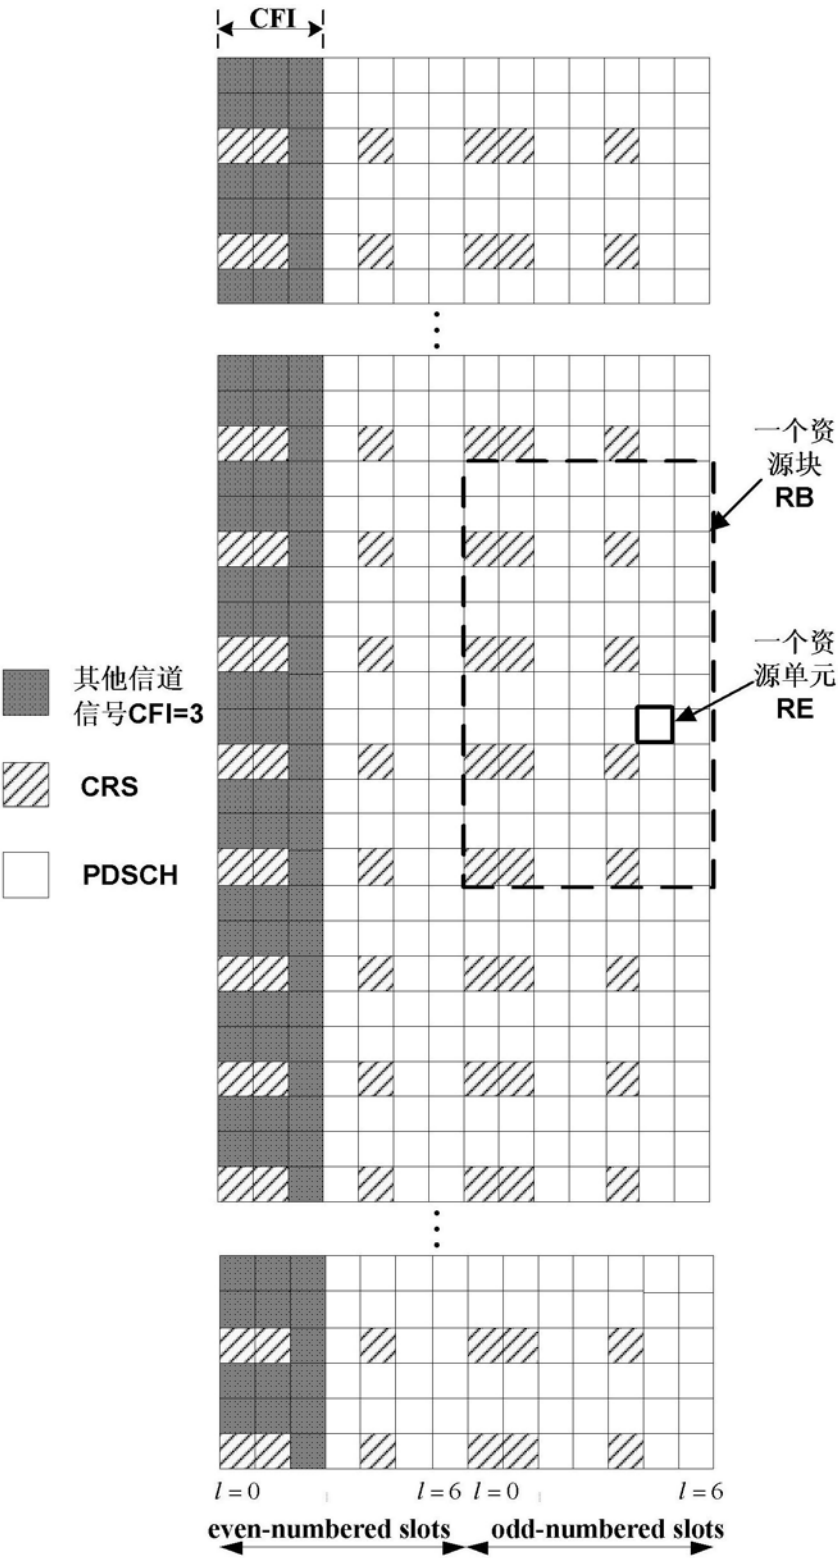 CFI
一个资
源块
RB
一个资
源单元
RE
其他信道
信号CFI=3
CRS
PDSCH
l = 0
l = 6
l = 0
l = 6
even-numbered slots
odd-numbered slots